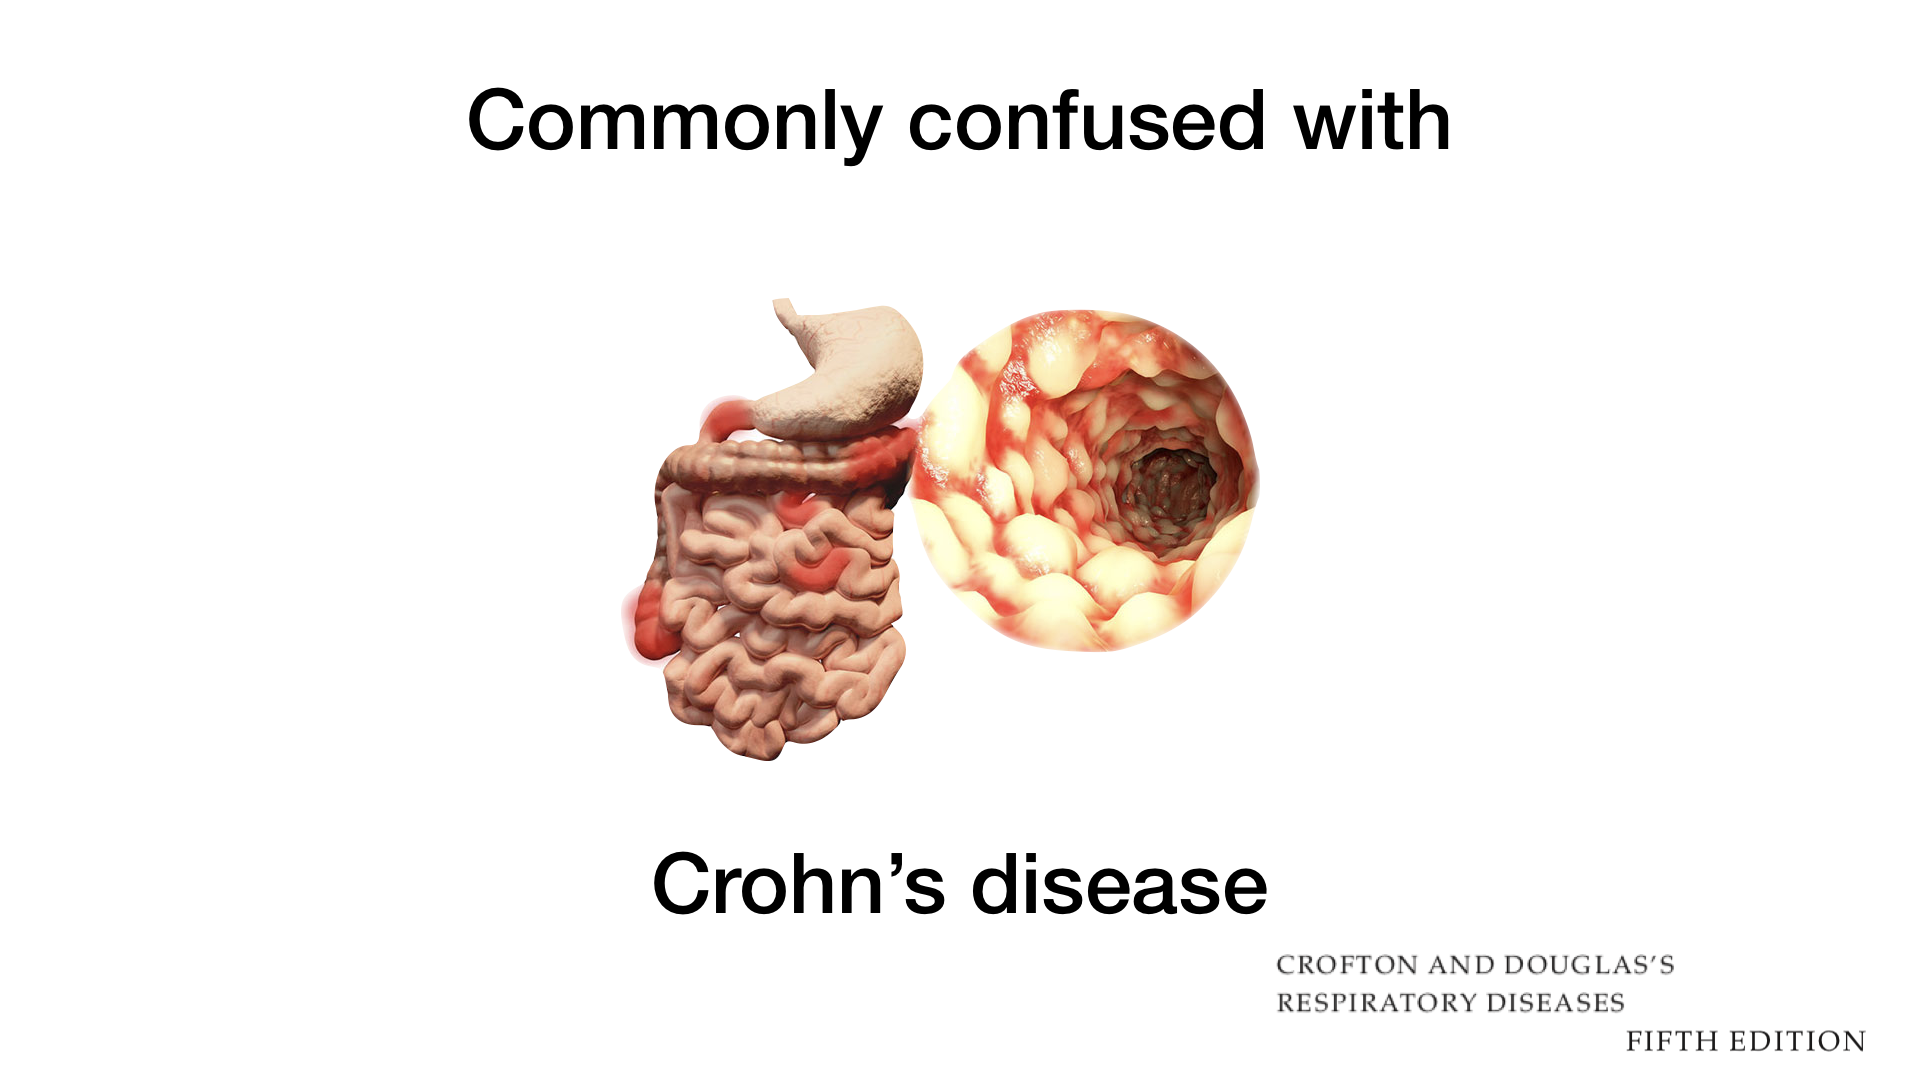 Commonly confused with
Crohn’s disease
CROFTON AND DOUGLAS’S
RESPIRATORY DISEASES
FIFTH EDITION